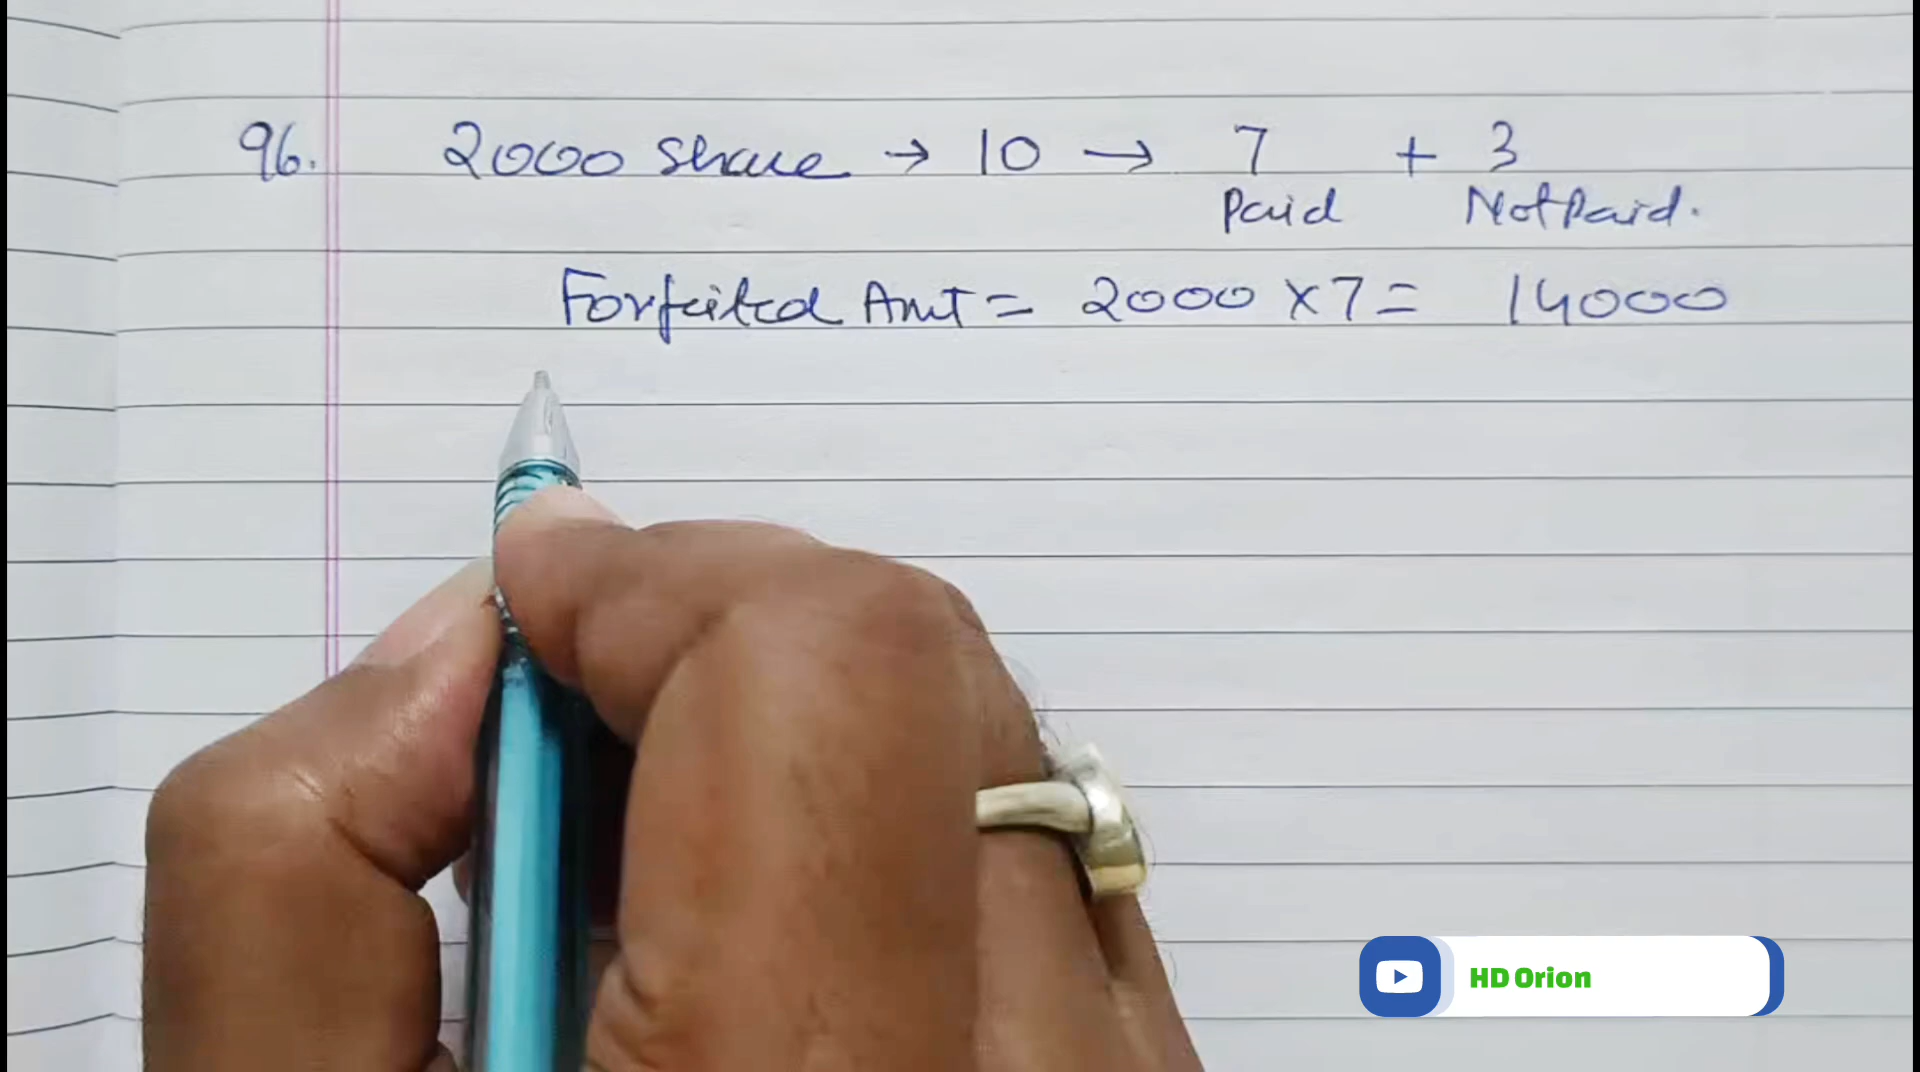 96. 2000 Share → 10 → 7 + 3
Paid Not Paid.
Forfeited Amt = 2000 × 7 = 14000
HD Orion